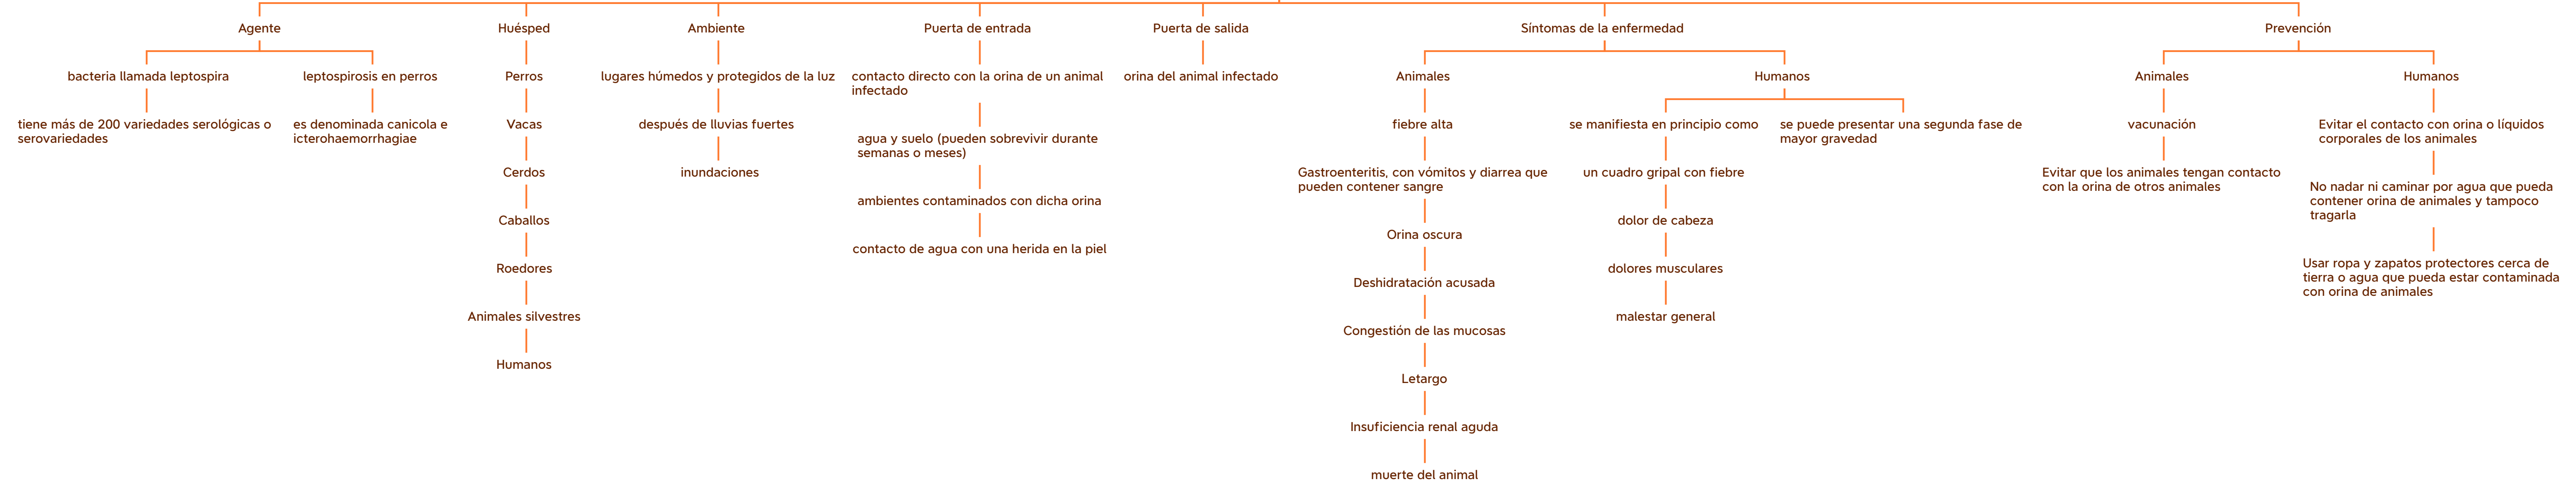 Agente
bacteria llamada leptospira
tiene más de 200 variedades serológicas o
serovariedades
leptospirosis en perros
es denominada canicola e
icterohaemorrhagiae
Huésped
Perros
Vacas
Cerdos
Caballos
Roedores
Animales silvestres
Humanos
Ambiente
lugares húmedos y protegidos de la luz
después de lluvias fuertes
inundaciones
Puerta de entrada
contacto directo con la orina de un animal
infectado
agua y suelo (pueden sobrevivir durante
semanas o meses)
ambientes contaminados con dicha orina
contacto de agua con una herida en la piel
Puerta de salida
orina del animal infectado
Síntomas de la enfermedad
Animales
fiebre alta
Gastroenteritis, con vómitos y diarrea que
pueden contener sangre
Orina oscura
Deshidratación acusada
Congestión de las mucosas
Letargo
Insuficiencia renal aguda
muerte del animal
Humanos
se manifiesta en principio como
un cuadro gripal con fiebre
dolor de cabeza
dolores musculares
malestar general
se puede presentar una segunda fase de
mayor gravedad
Prevención
Animales
vacunación
Evitar que los animales tengan contacto
con la orina de otros animales
Humanos
Evitar el contacto con orina o líquidos
corporales de los animales
No nadar ni caminar por agua que pueda
contener orina de animales y tampoco
tragarla
Usar ropa y zapatos protectores cerca de
tierra o agua que pueda estar contaminada
con orina de animales